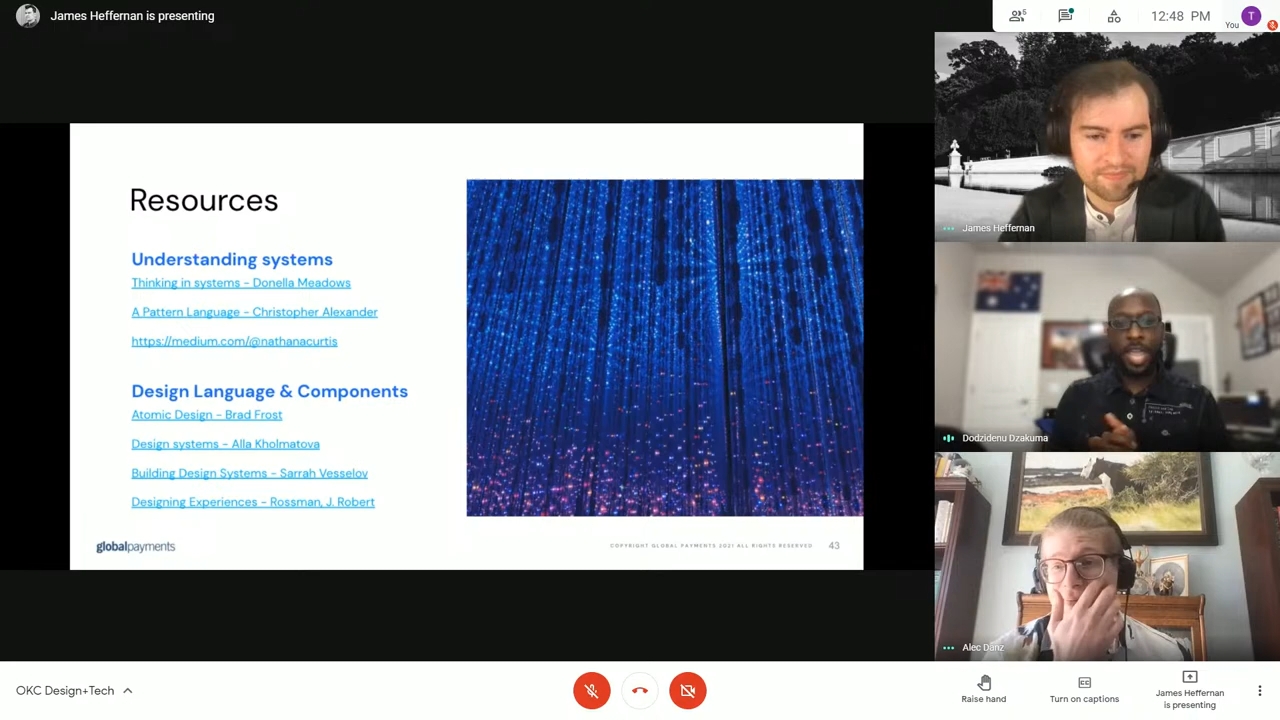 James Heffernan is presenting
5
12:48 PM
You
T
James Heffernan
Resources
Understanding systems
Thinking in systems - Donella Meadows
A Pattern Language - Christopher Alexander
https://medium.com/@nathanacurtis
Design Language & Components
Atomic Design - Brad Frost
Design systems - Alla Kholmatova
Building Design Systems - Sarrah Vesselov
Designing Experiences - Rossman, J. Robert
globalpayments
COPYRIGHT GLOBAL PAYMENTS 2021 ALL RIGHTS RESERVED
43
Dodzidenu Dzakuma
Alec Danz
OKC Design+Tech
Raise hand
CC
Turn on captions
James Heffernan
is presenting